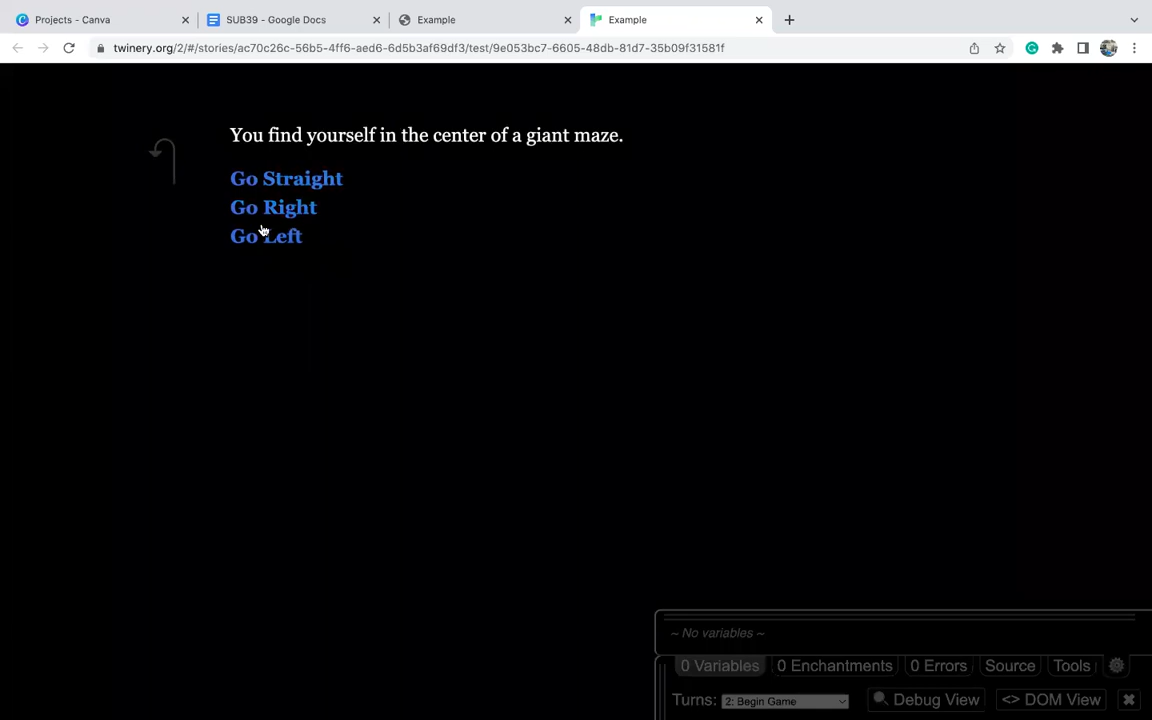 Projects - Canva
SUB39 - Google Docs
Example
Example
twinery.org/2/#/stories/ac70c26c-56b5-4ff6-aed6-6d5b3af69df3/test/9e053bc7-6605-48db-81d7-35b09f31581f
You find yourself in the center of a giant maze.
Go Straight
Go Right
Go Left
~ No variables ~
0 Variables 0 Enchantments 0 Errors Source Tools
Turns: 2: Begin Game Debug View <> DOM View